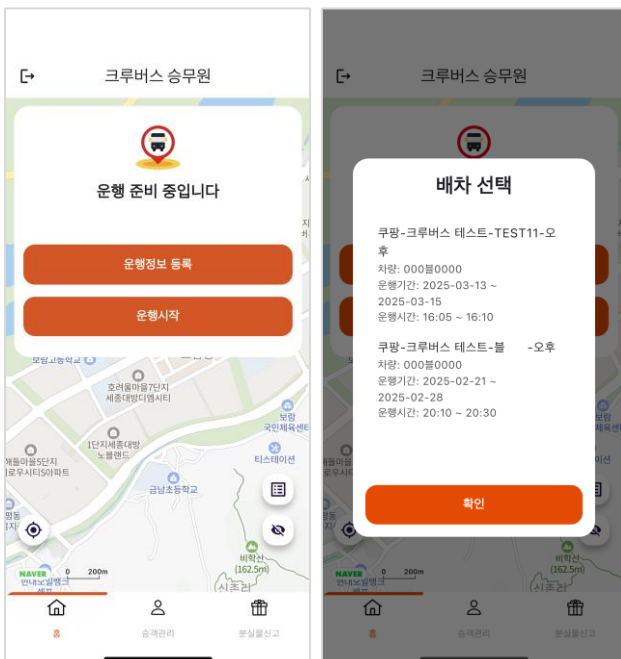 크루버스 승무원
운행 준비 중입니다
운행정보 등록
운행시작
보람고등학교
호려울마을7단지
세종대방디엠시티
보람
국민체육센터
1단지세종대방
노블랜드
해들마을5단지
티스테이션
금남초등학교
비학산
(162.5m)
NAVER 0 200m
신촌리
홈
승객관리
분실물신고
크루버스 승무원
배차 선택
쿠팡-크루버스 테스트-TEST11-오
후
차량: 000블0000
운행기간: 2025-03-13 ~
2025-03-15
운행시간: 16:05 ~ 16:10
쿠팡-크루버스 테스트-블 -오후
차량: 000블0000
운행기간: 2025-02-21 ~
2025-02-28
운행시간: 20:10 ~ 20:30
확인
보람
비학산
(162.5m)
NAVER 0 200m
신촌리
홈
승객관리
분실물신고